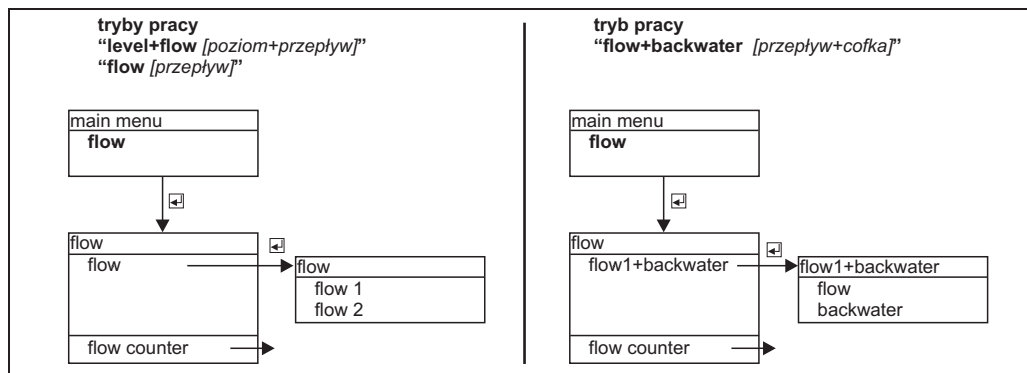 tryby pracy
“level+flow [poziom+przepływ]”
“flow [przepływ]”
main menu
flow
flow
flow
flow counter
flow
flow 1
flow 2
tryb pracy
“flow+backwater [przepływ+cofka]”
main menu
flow
flow
flow1+backwater
flow counter
flow1+backwater
flow
backwater